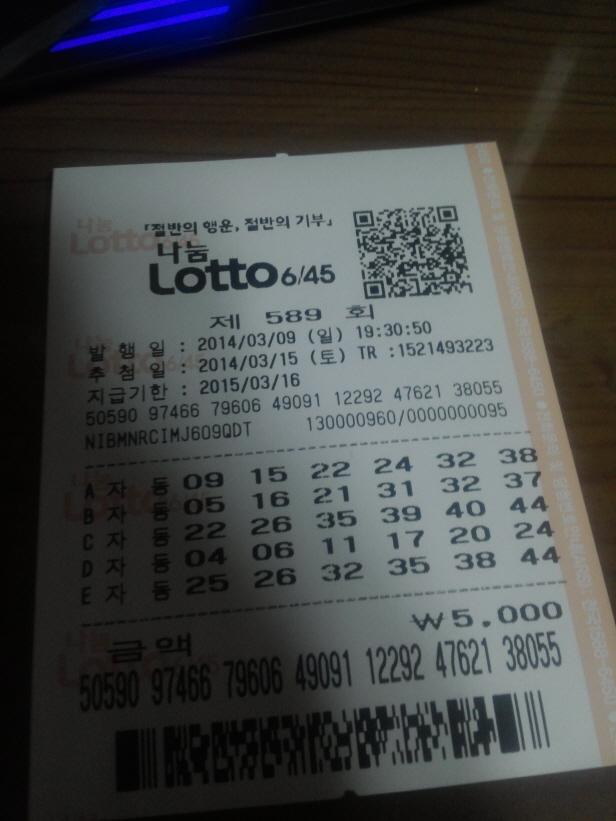 「절반의 행운, 절반의 기부」
나눔
Lotto 6/45
제 589 회
발 행 일 : 2014/03/09 (일) 19:30:50
추 첨 일 : 2014/03/15 (토) TR :1521493223
지급기한 : 2015/03/16
50590 97466 79606 49091 12292 47621 38055
NIBMNRCIMJ609QDT 130000960/0000000095
A 자 동 09 15 22 24 32 38
B 자 동 05 16 21 31 32 37
C 자 동 22 26 35 39 40 44
D 자 동 04 06 11 17 20 24
E 자 동 25 26 32 35 38 44
금액 ₩5,000
50590 97466 79606 49091 12292 47621 38055
나눔
Lotto 6/45